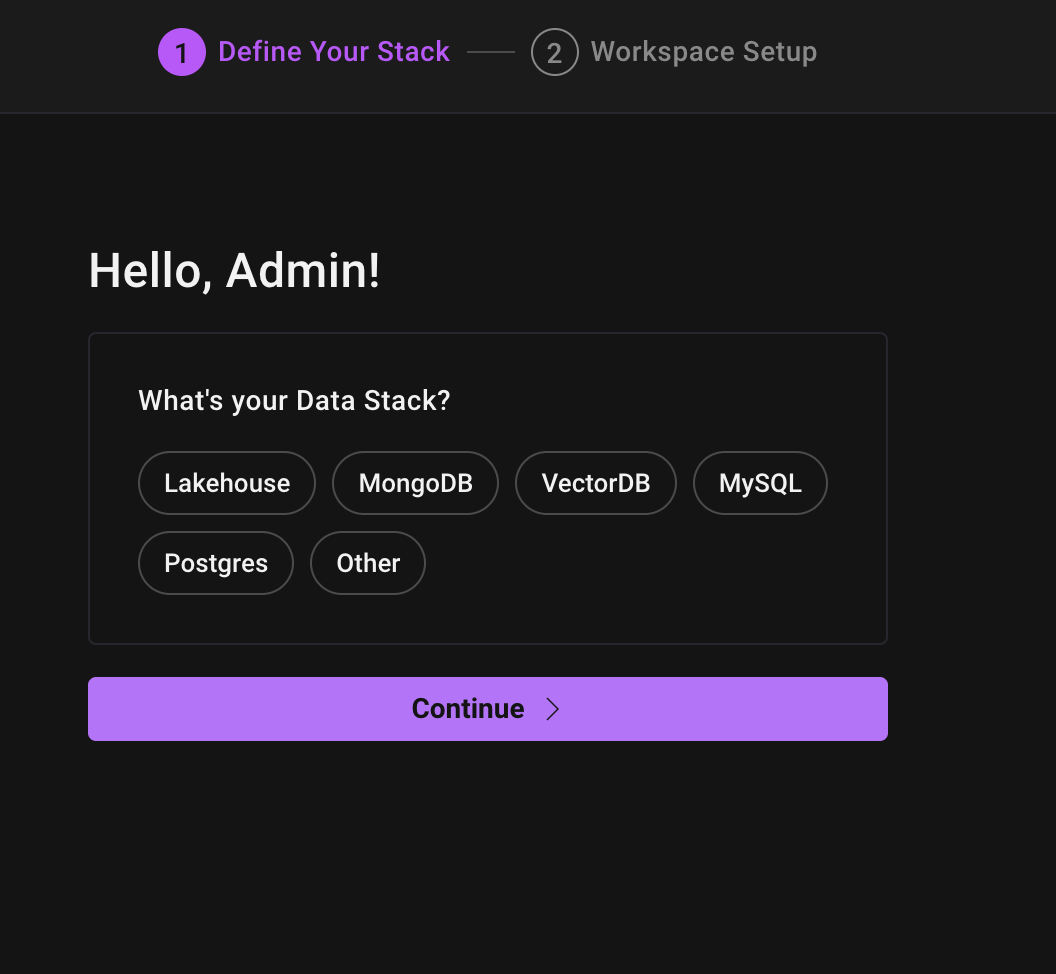 1 Define Your Stack 2 Workspace Setup
Hello, Admin!
What's your Data Stack?
Lakehouse MongoDB VectorDB MySQL
Postgres Other
Continue